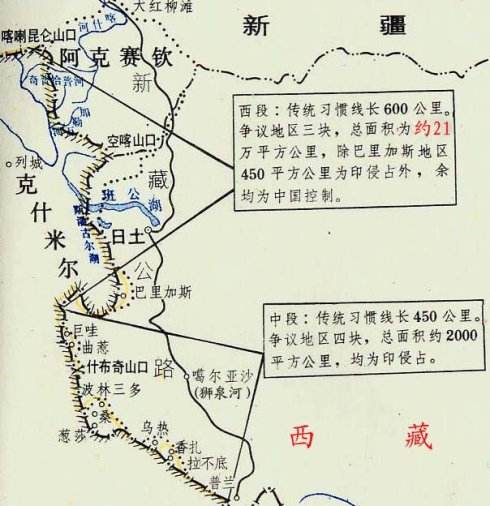 大红柳滩
新 疆
喀喇昆仑山口
喀什河
阿克赛钦
奇普恰普河
新
西段：传统习惯线长600公里。
争议地区三块，总面积为约21
万平方公里，除巴里加斯地区
450平方公里为印侵占外，余
均为中国控制。
空喀山口
列城
藏
克什米尔
班公湖
斯潘古尔湖
日土
公
巴里加斯
中段：传统习惯线长450公里。
争议地区四块，总面积约2000
平方公里，均为印侵占。
巨哇
曲惹
什布奇山口
路
噶尔亚沙
(狮泉河)
波林三多
桑
葱莎
乌热
香扎
拉不底
普兰
西 藏